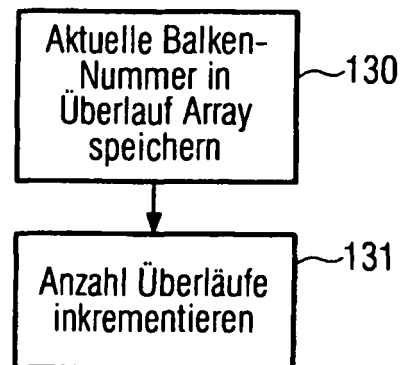 Aktuelle Balken-
Nummer in
Überlauf Array
speichern
130
Anzahl Überläufe
inkrementieren
131